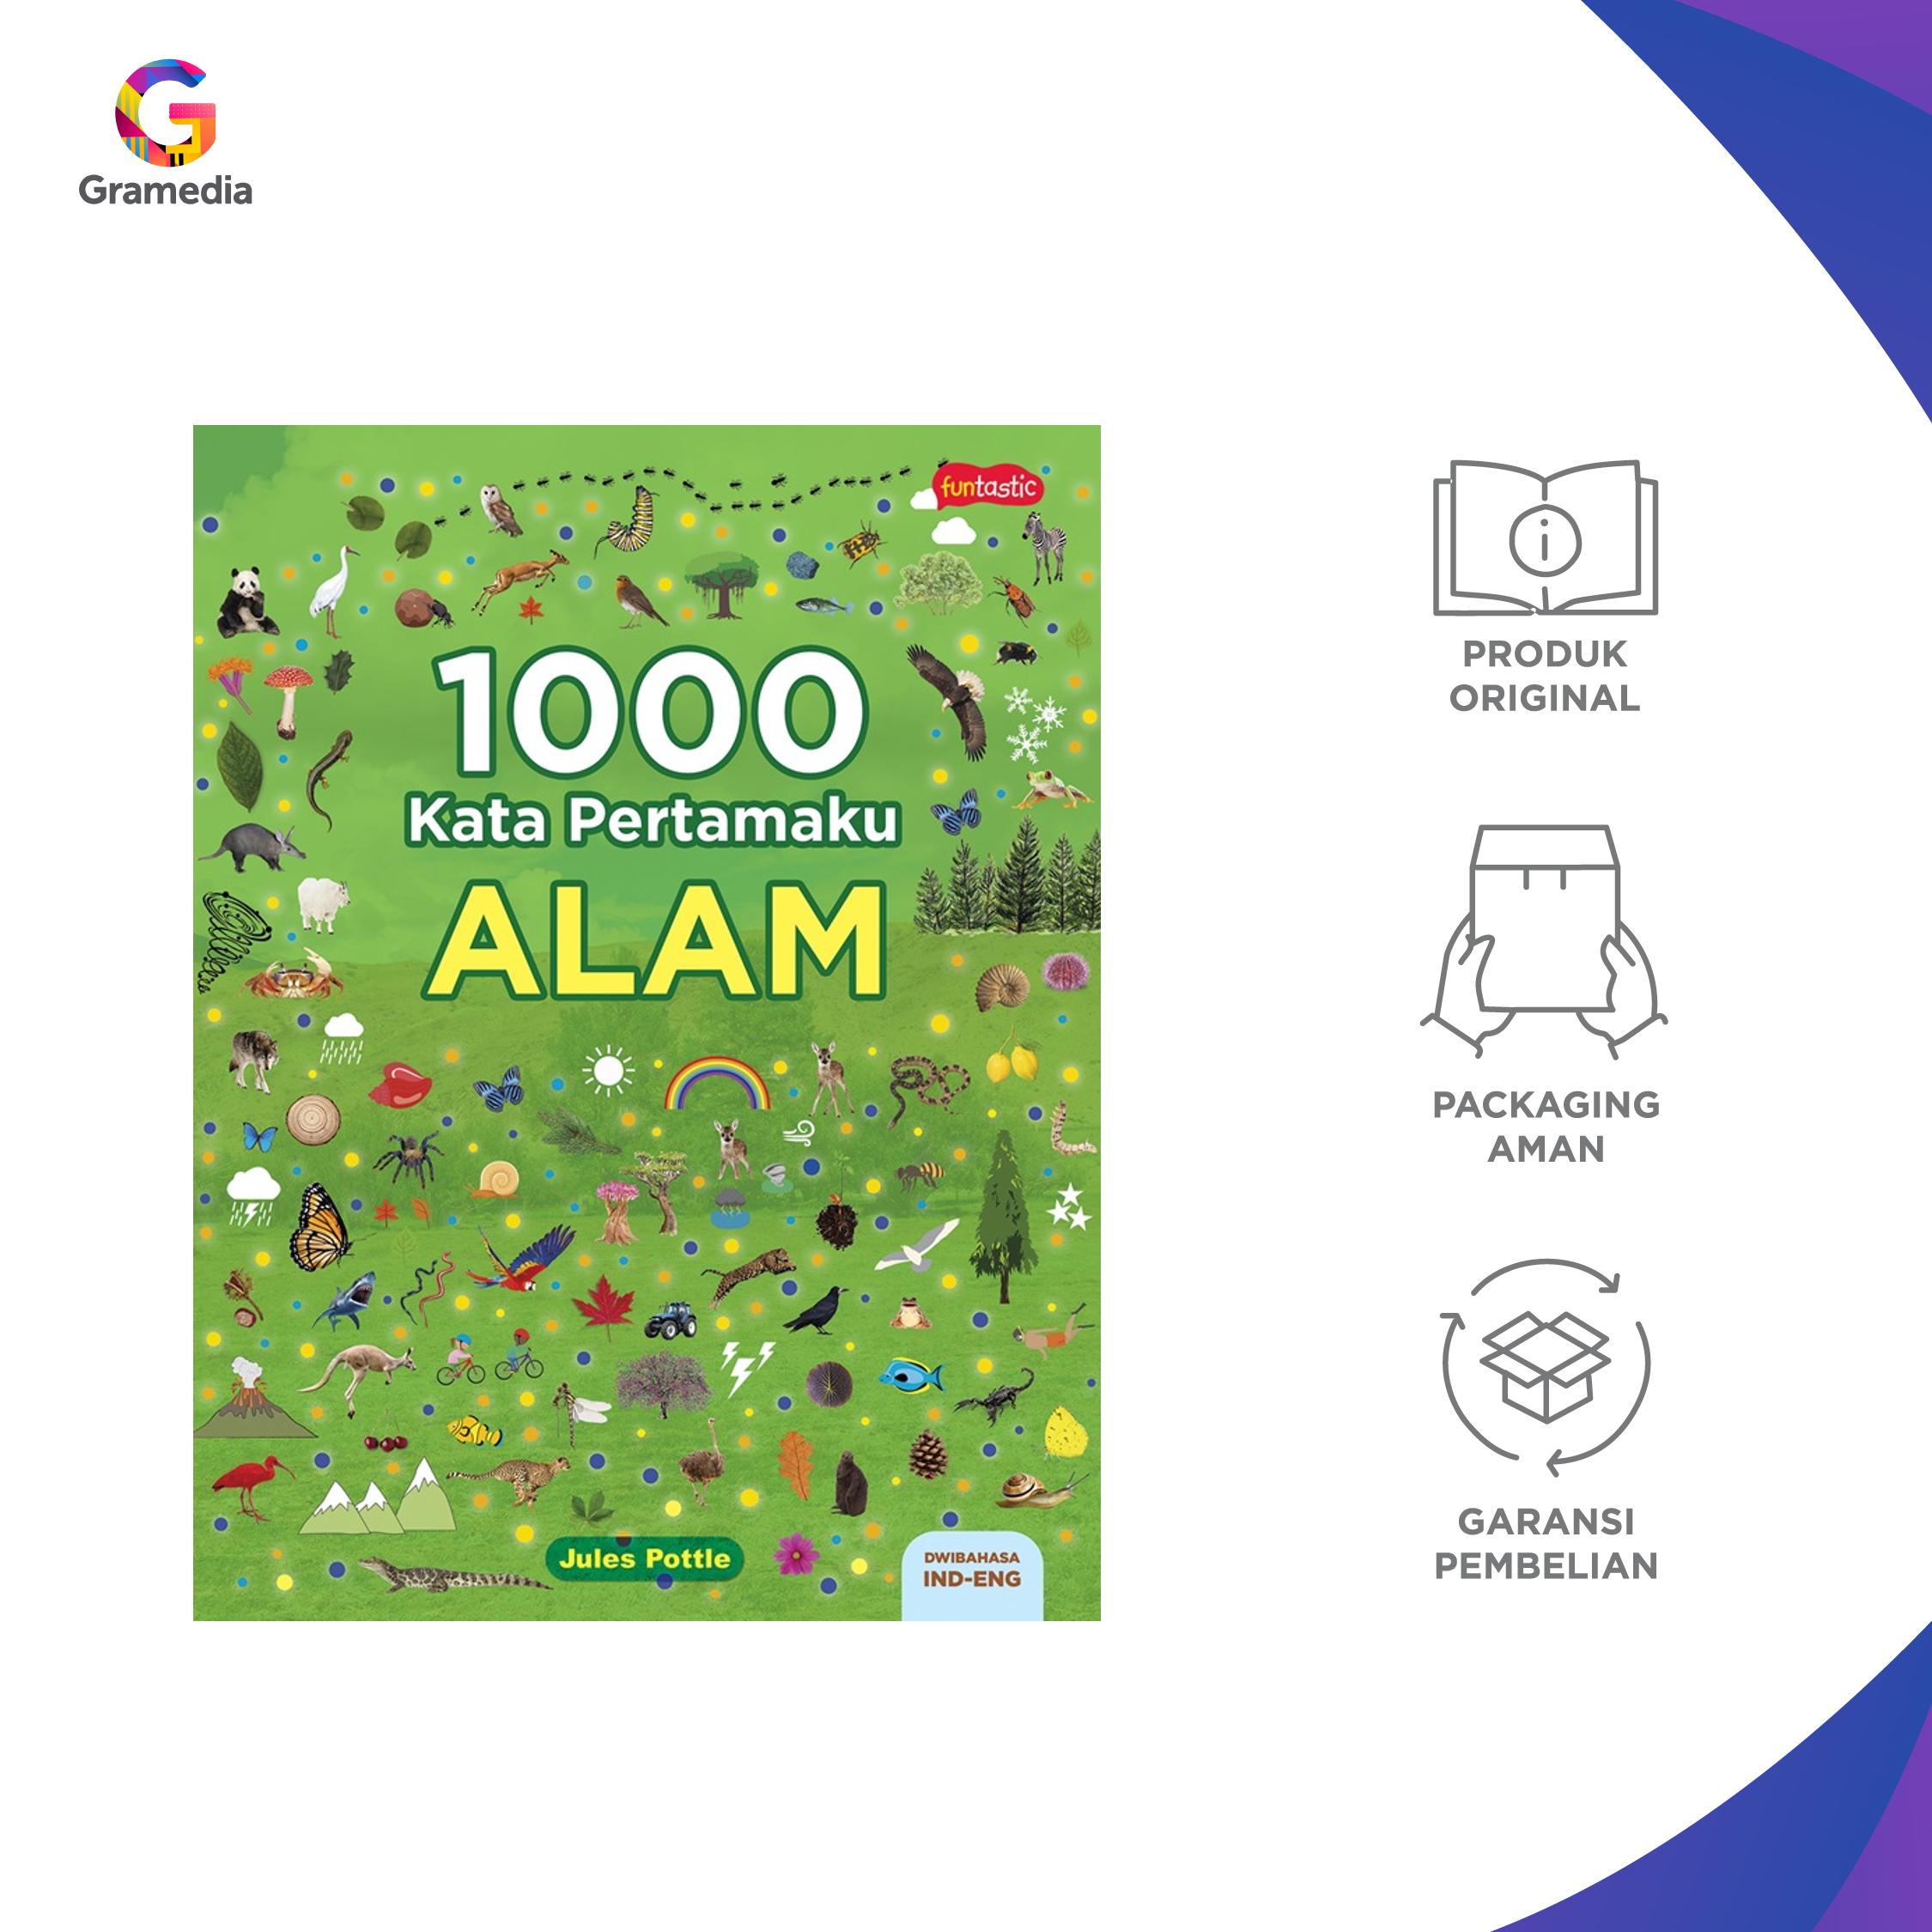 Gramedia
funtastic
1000
Kata Pertamaku
ALAM
Jules Pottle
DWIBAHASA
IND-ENG
PRODUK
ORIGINAL
PACKAGING
AMAN
GARANSI
PEMBELIAN